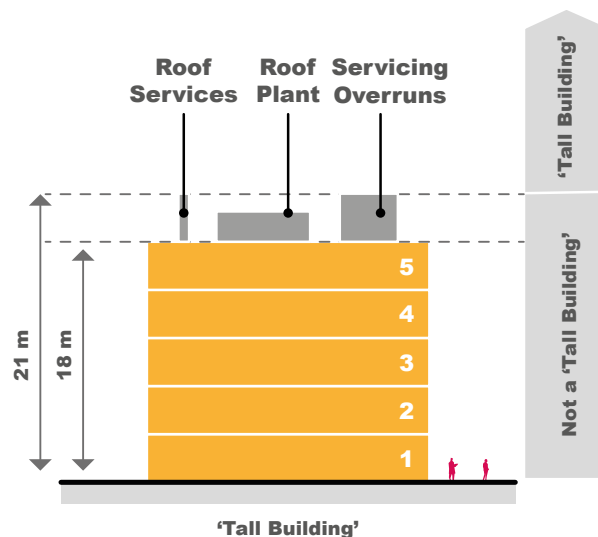 Roof
Services
Roof
Plant
Servicing
Overruns
‘Tall Building’
Not a ‘Tall Building’
21 m
18 m
5
4
3
2
1
‘Tall Building’